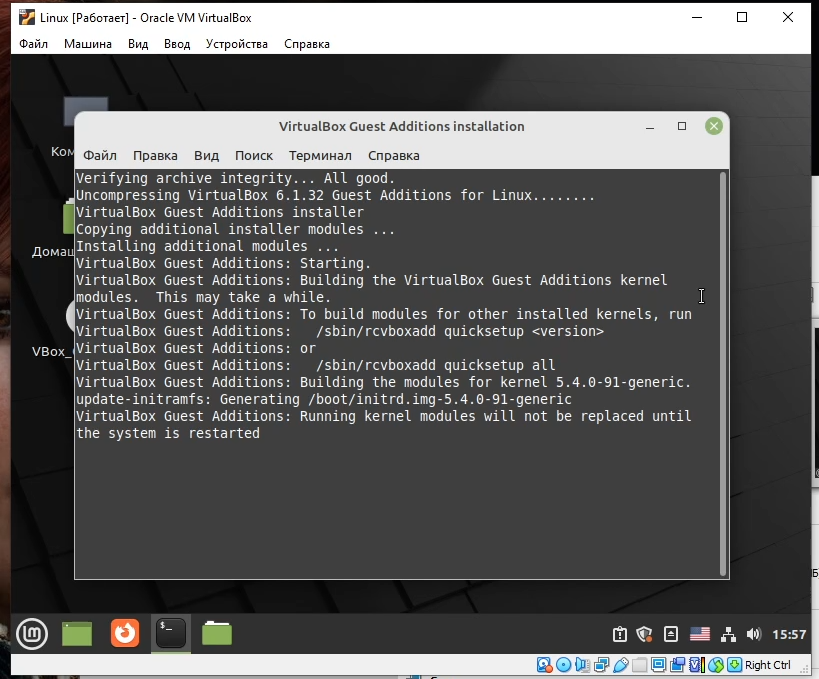 Linux [Работает] - Oracle VM VirtualBox
Файл Машина Вид Ввод Устройства Справка
VirtualBox Guest Additions installation
Файл Правка Вид Поиск Терминал Справка
Verifying archive integrity... All good.
Uncompressing VirtualBox 6.1.32 Guest Additions for Linux........
VirtualBox Guest Additions installer
Copying additional installer modules ...
Installing additional modules ...
VirtualBox Guest Additions: Starting.
VirtualBox Guest Additions: Building the VirtualBox Guest Additions kernel
modules.  This may take a while.
VirtualBox Guest Additions: To build modules for other installed kernels, run
VirtualBox Guest Additions:   /sbin/rcvboxadd quicksetup <version>
VirtualBox Guest Additions: or
VirtualBox Guest Additions:   /sbin/rcvboxadd quicksetup all
VirtualBox Guest Additions: Building the modules for kernel 5.4.0-91-generic.
update-initramfs: Generating /boot/initrd.img-5.4.0-91-generic
VirtualBox Guest Additions: Running kernel modules will not be replaced until
the system is restarted
Ком
Домаш
VBox_
$_
15:57
Right Ctrl